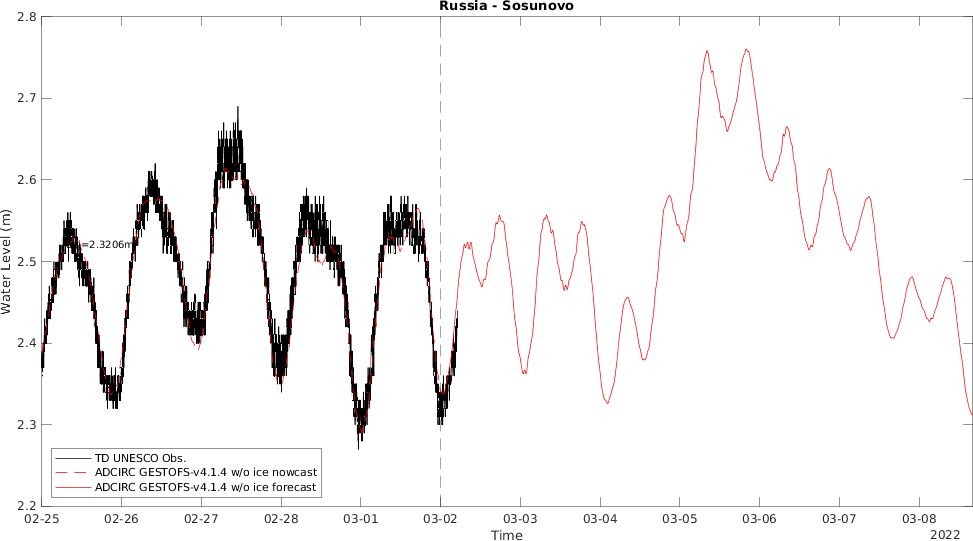 Russia - Sosunovo
2.8
2.7
2.6
2.5
2.4
2.3
2.2
Water Level (m)
=2.3206m
TD UNESCO Obs.
ADCIRC GESTOFS-v4.1.4 w/o ice nowcast
ADCIRC GESTOFS-v4.1.4 w/o ice forecast
02-25 02-26 02-27 02-28 03-01 03-02 03-03 03-04 03-05 03-06 03-07 03-08
Time
2022